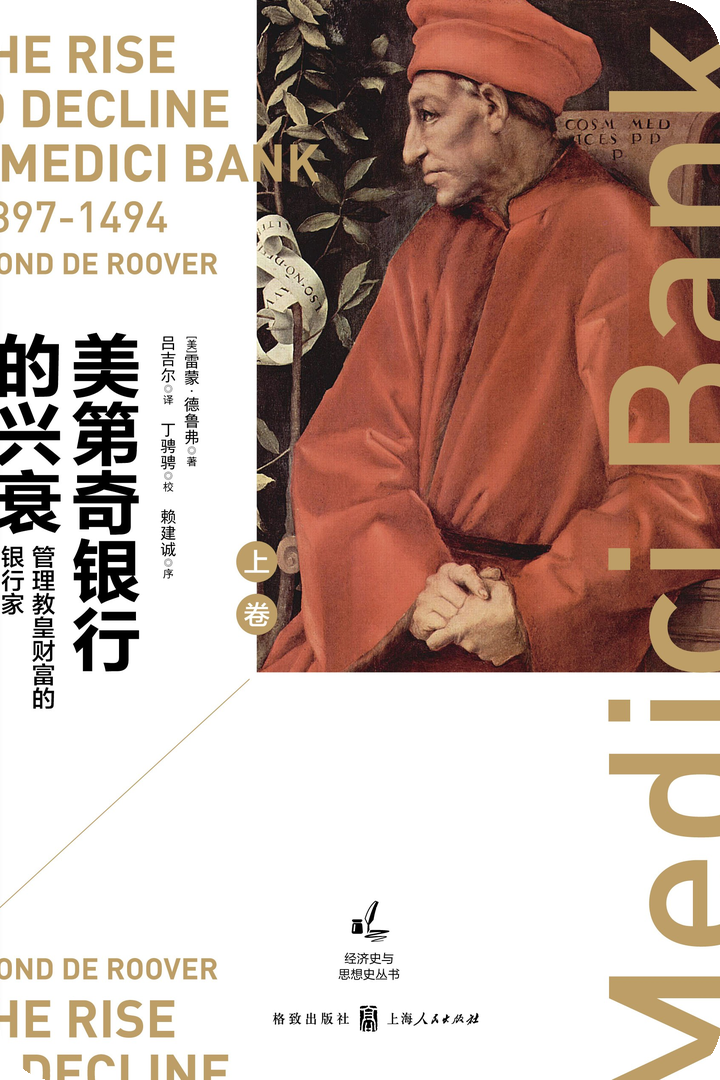 HE RISE
DECLINE
MEDICI BANK
397-1494
OND DE ROOVER
COSM MED
ICES PP
P
Medici Bank
[美]雷蒙·德鲁弗◎著
吕吉尔◎译 丁骋骋◎校 赖建诚◎序
美第奇银行
的兴衰
管理教皇财富的
银行家
上
卷
经济史与
思想史丛书
格致出版社 上海人民出版社
OND DE ROOVER
HE RISE
DECLINE